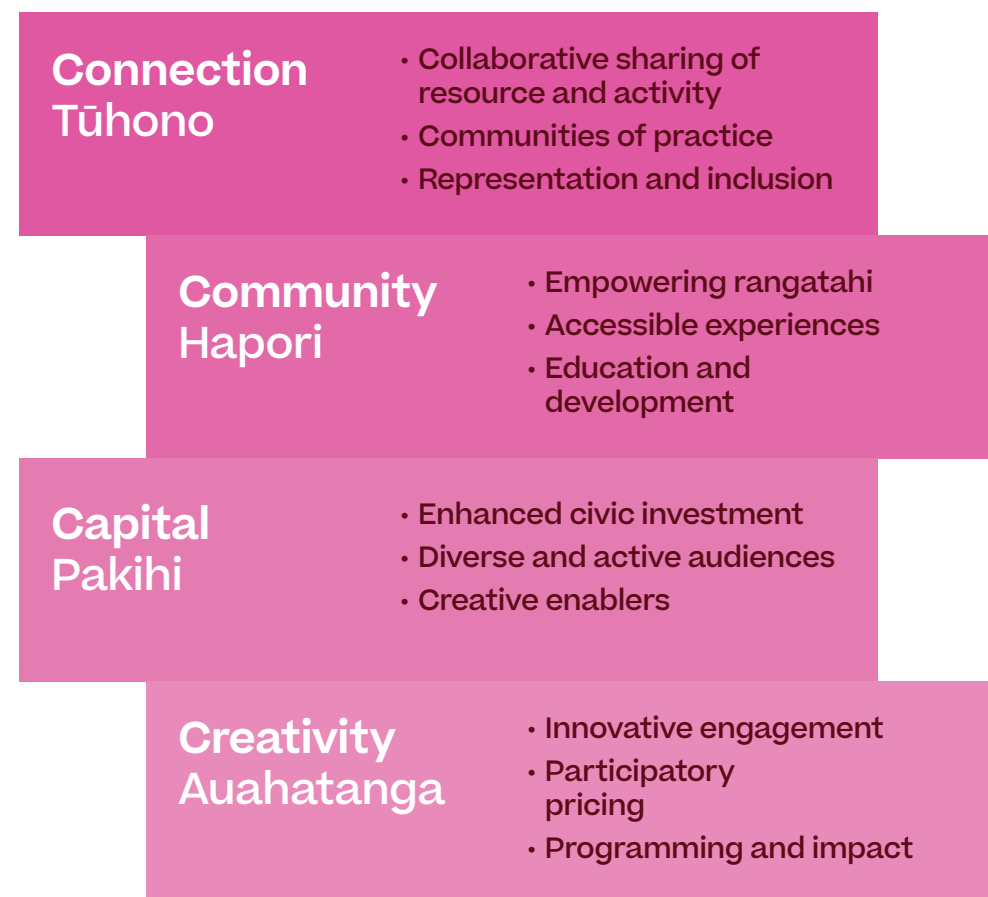 Connection
Tūhono
• Collaborative sharing of
resource and activity
• Communities of practice
• Representation and inclusion
Community
Hapori
• Empowering rangatahi
• Accessible experiences
• Education and
development
Capital
Pakihi
• Enhanced civic investment
• Diverse and active audiences
• Creative enablers
Creativity
Auahatanga
• Innovative engagement
• Participatory
pricing
• Programming and impact